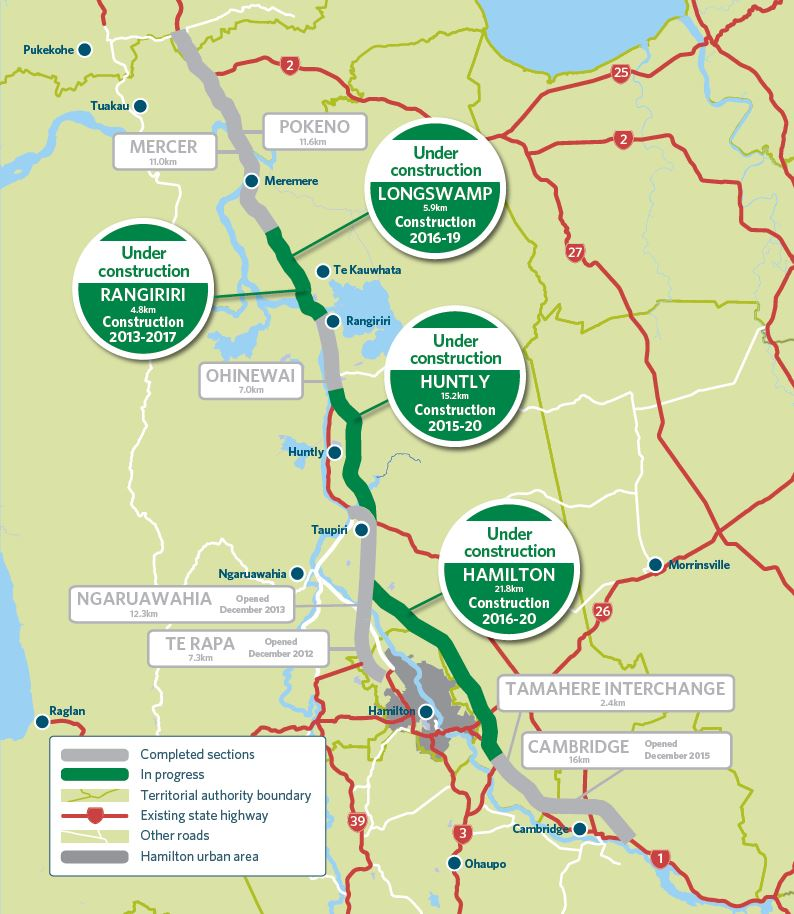 Pukekohe
2
25
Tuakau
POKENO
11.6km
MERCER
11.0km
2
Under
construction
LONGSWAMP
5.9km
Construction
2016-19
Meremere
Under
construction
RANGIRIRI
4.8km
Construction
2013-2017
27
Te Kauwhata
Rangiriri
Under
construction
HUNTLY
15.2km
Construction
2015-20
OHINEWAI
7.0km
Huntly
Taupiri
Under
construction
HAMILTON
21.8km
Construction
2016-20
Morrinsville
Ngaruawahia
NGARUAWAHIA
12.3km
Opened
December 2013
26
TE RAPA
7.3km
Opened
December 2012
TAMAHERE INTERCHANGE
2.4km
Raglan
Hamilton
CAMBRIDGE
16km
Opened
December 2015
Completed sections
In progress
Territorial authority boundary
Existing state highway
Other roads
Hamilton urban area
39
3
Cambridge
1
Ohaupo